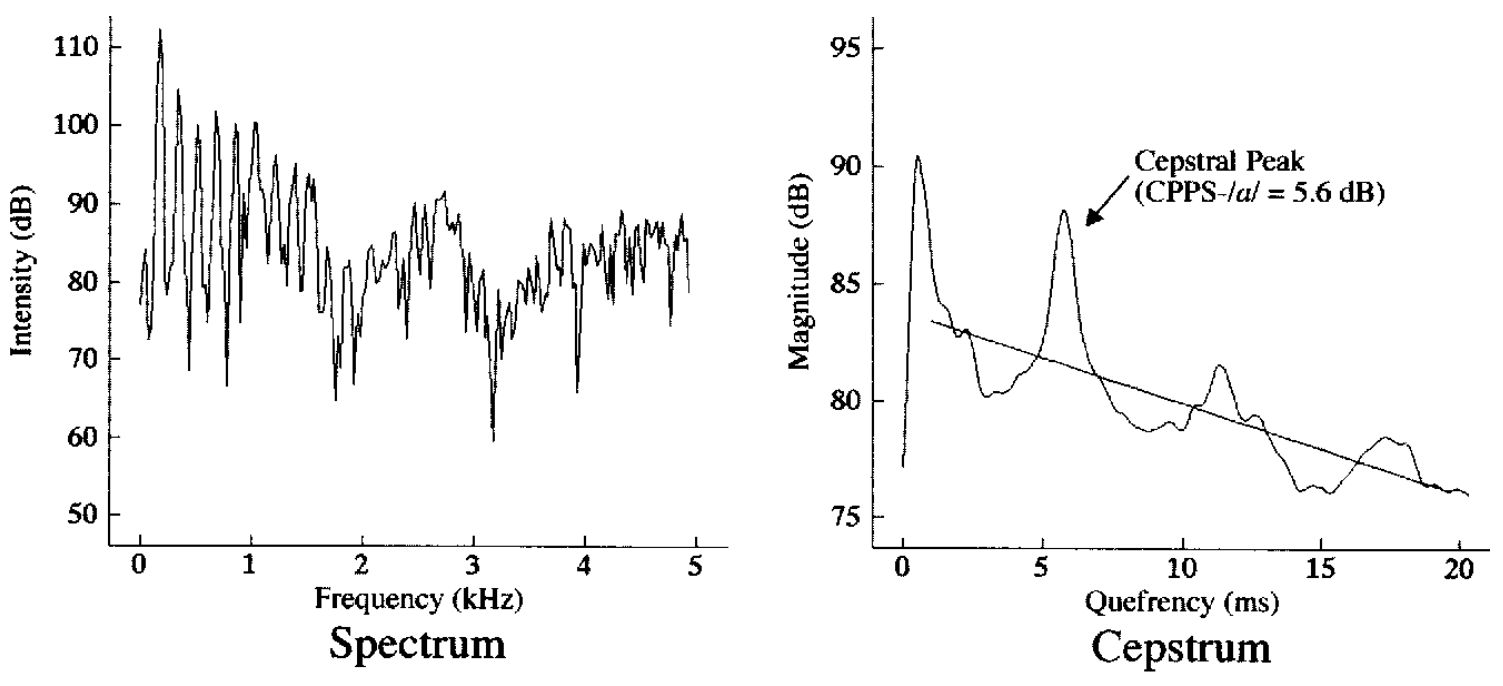 110
100
90
80
70
60
50
Intensity (dB)
0 1 2 3 4 5
Frequency (kHz)
Spectrum
95
90
85
80
75
Magnitude (dB)
Cepstral Peak
(CPPS-/a/ = 5.6 dB)
0 5 10 15 20
Quefrency (ms)
Cepstrum